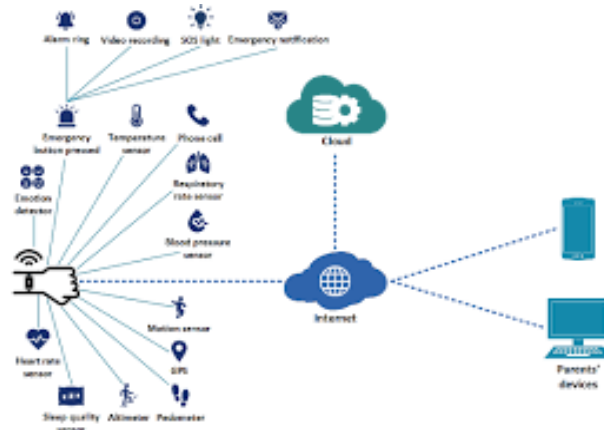 Alarm ring
Video recording
SOS light
Emergency notification
Emergency
button pressed
Temperature
sensor
Phone call
Respiratory
rate sensor
Emotion
detector
Blood pressure
sensor
Cloud
Internet
Motion sensor
GPS
Heart rate
sensor
Sleep quality
sensor
Altimeter
Pedometer
Parents'
devices